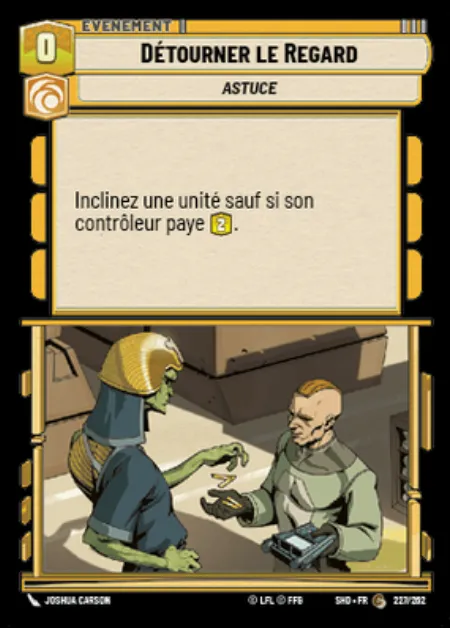 EVENEMENT
0
DÉTOURNER LE REGARD
ASTUCE
Inclinez une unité sauf si son
contrôleur paye 2.
JOSHUA CARSON
© LFL © FFG
SHD • FR C 227/262